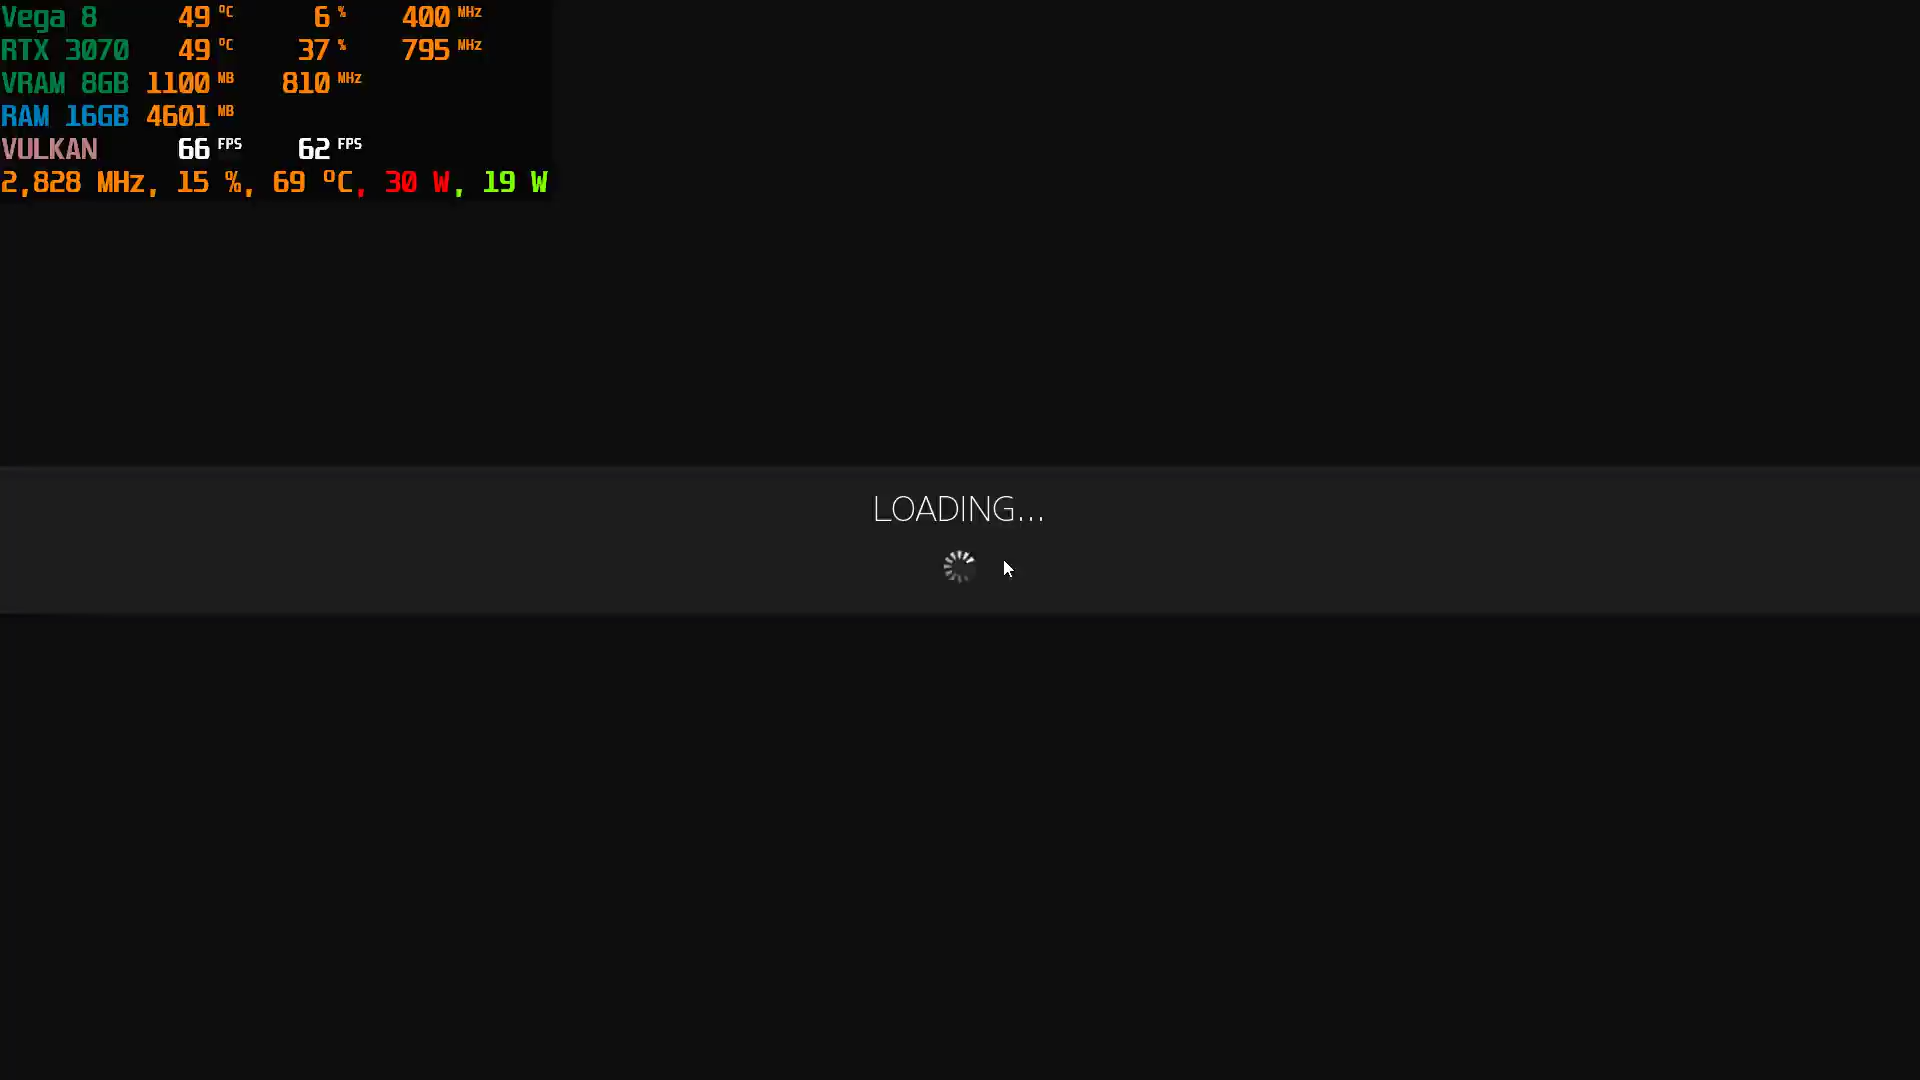 Vega 8 49 °C 6 % 400 MHz
RTX 3070 49 °C 37 % 795 MHz
VRAM 8GB 1100 MB 810 MHz
RAM 16GB 4601 MB
VULKAN 66 FPS 62 FPS
2,828 MHz, 15 %, 69 °C, 30 W, 19 W
LOADING...